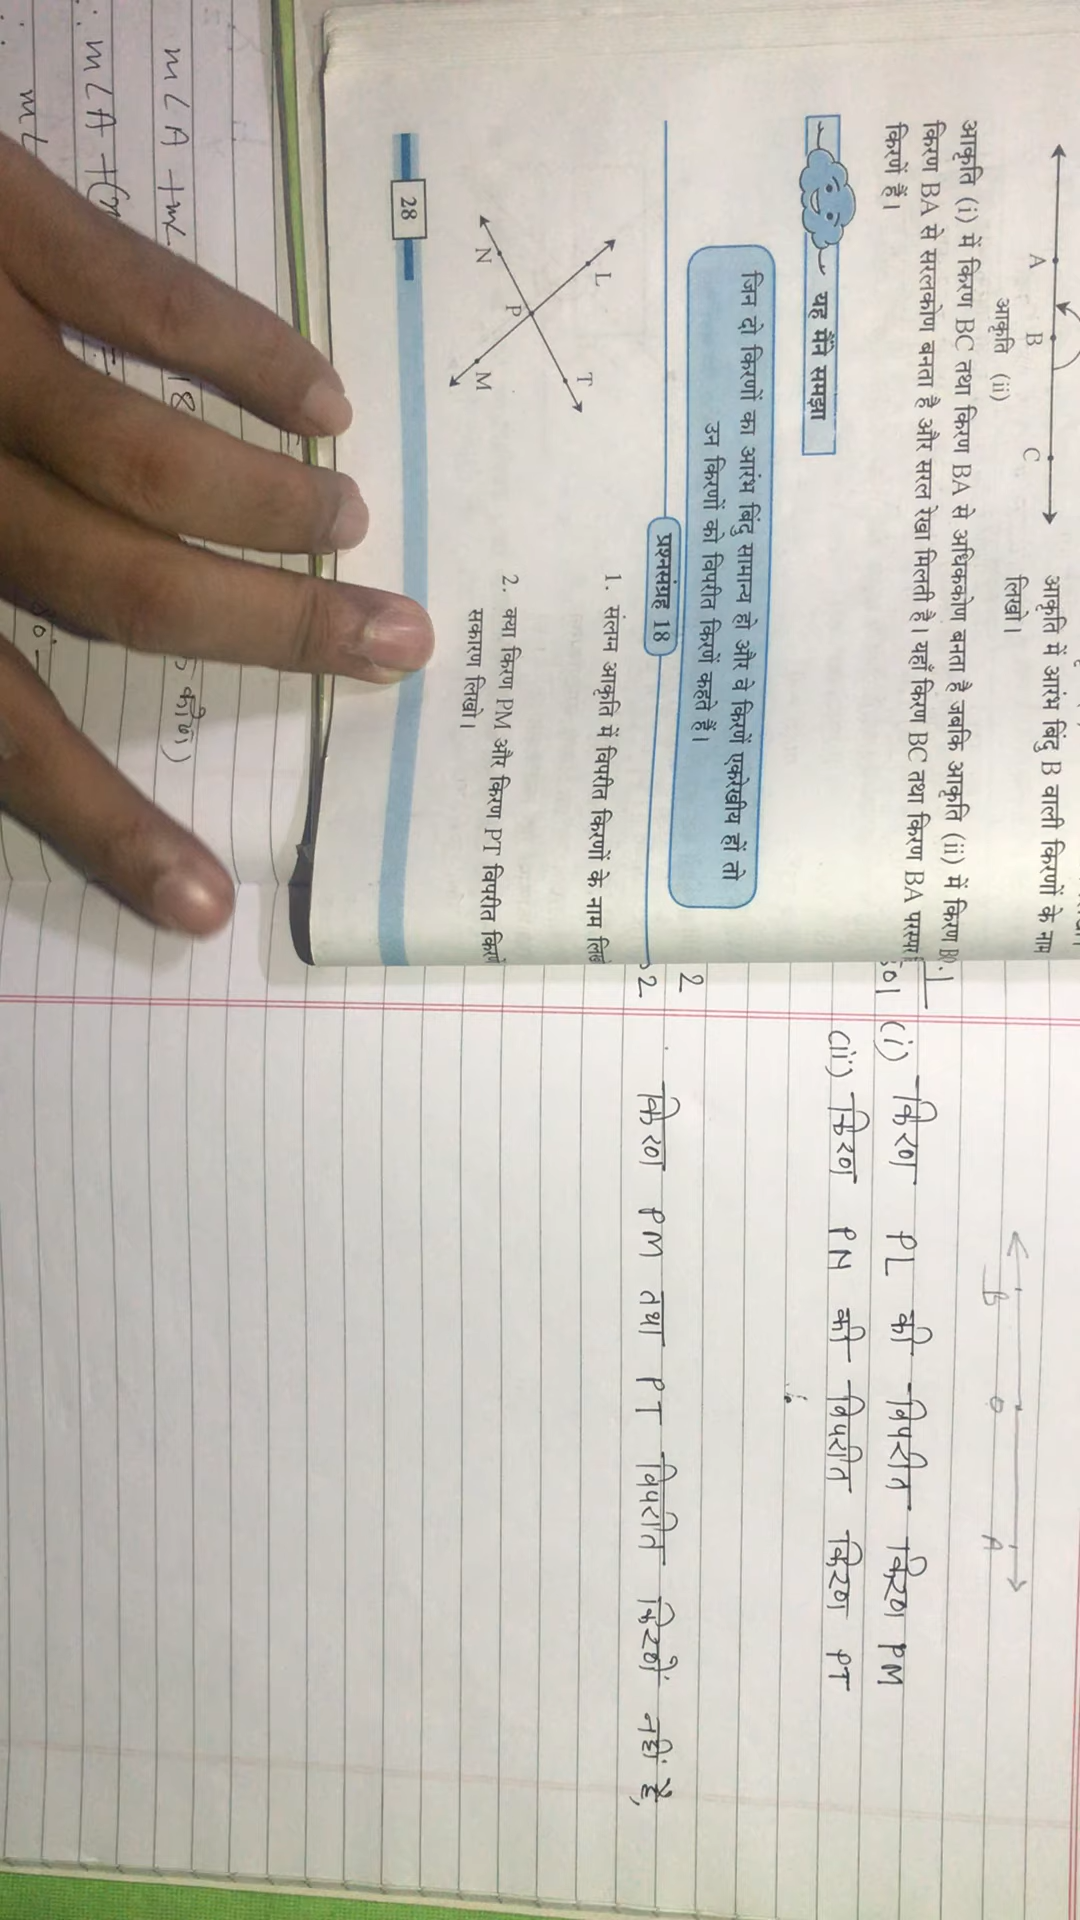 A B C
आकृति (ii)
आकृति में आरंभ बिंदु B वाली किरणों के नाम
लिखो।
आकृति (i) में किरण BC तथा किरण BA से अधिककोण बनता है जबकि आकृति (ii) में किरण
किरण BA से सरलकोण बनता है और सरल रेखा मिलती है। यहाँ किरण BC तथा किरण BA परस्पर
किरणें हैं।
यह मैंने समझा
जिन दो किरणों का आरंभ बिंदु सामान्य हो और वे किरणें एकरेखीय हों तो
उन किरणों को विपरीत किरणें कहते हैं।
प्रश्नसंग्रह 18
L
T
N
P
M
1. संलग्न आकृति में विपरीत किरणों के नाम
2. क्या किरण PM और किरण PT विपरीत
सकारण लिखो।
28
B O A
(i) किरण PL की विपरीत किरण PM
(ii) किरण PN की विपरीत किरण PT
2
2
किरण PM तथा PT विपरीत किरणें नहीं है,
m∠A +
18
m∠A +